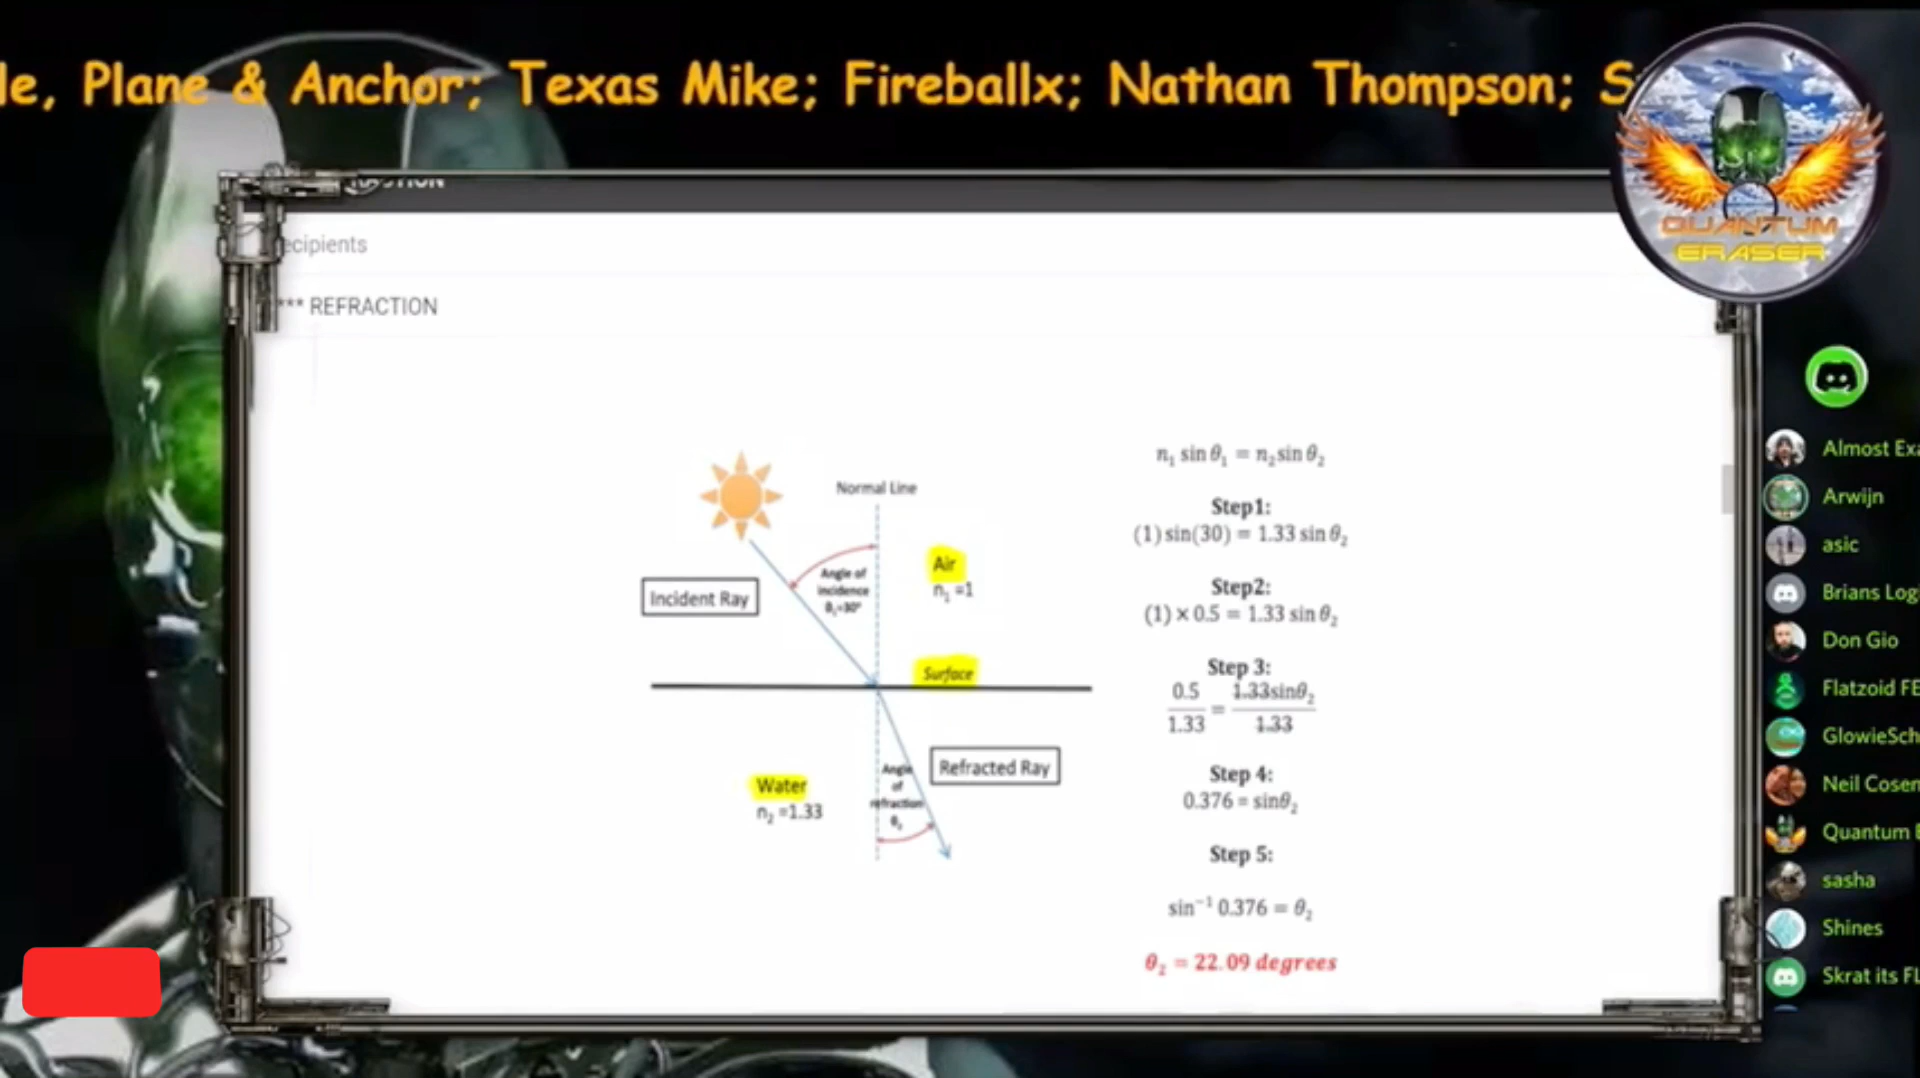 le, Plane & Anchor; Texas Mike; Fireballx; Nathan Thompson; S
QUANTUM
ERASER
ecipients
*** REFRACTION
Normal Line
Air
n₁ =1
Angle of
incidence
θ₁=30°
Incident Ray
Surface
Refracted Ray
Water
n₂ =1.33
Angle
of
refraction
θ₂
n₁ sin θ₁ = n₂ sin θ₂
Step1:
(1) sin(30) = 1.33 sin θ₂
Step2:
(1) × 0.5 = 1.33 sin θ₂
Step 3:
0.5 = 1.33sinθ₂
1.33 1.33
Step 4:
0.376 = sinθ₂
Step 5:
sin⁻¹ 0.376 = θ₂
θ₂ = 22.09 degrees
Almost Exa
Arwijn
asic
Brians Log
Don Gio
Flatzoid FE
GlowieSch
Neil Cosen
Quantum E
sasha
Shines
Skrat its FL